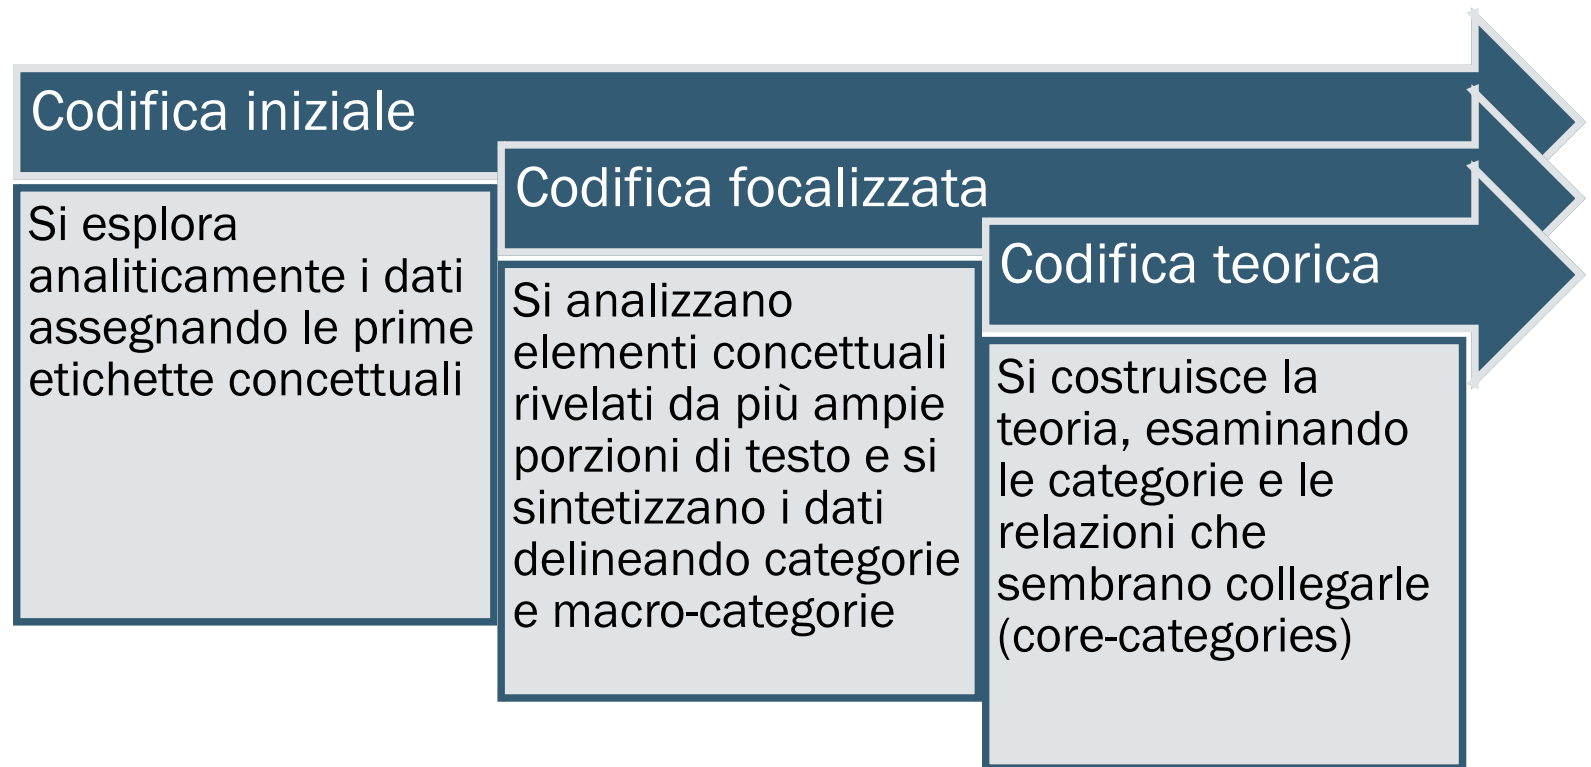 Codifica iniziale
Si esplora
analiticamente i dati
assegnando le prime
etichette concettuali
Codifica focalizzata
Si analizzano
elementi concettuali
rivelati da più ampie
porzioni di testo e si
sintetizzano i dati
delineando categorie
e macro-categorie
Codifica teorica
Si costruisce la
teoria, esaminando
le categorie e le
relazioni che
sembrano collegarle
(core-categories)